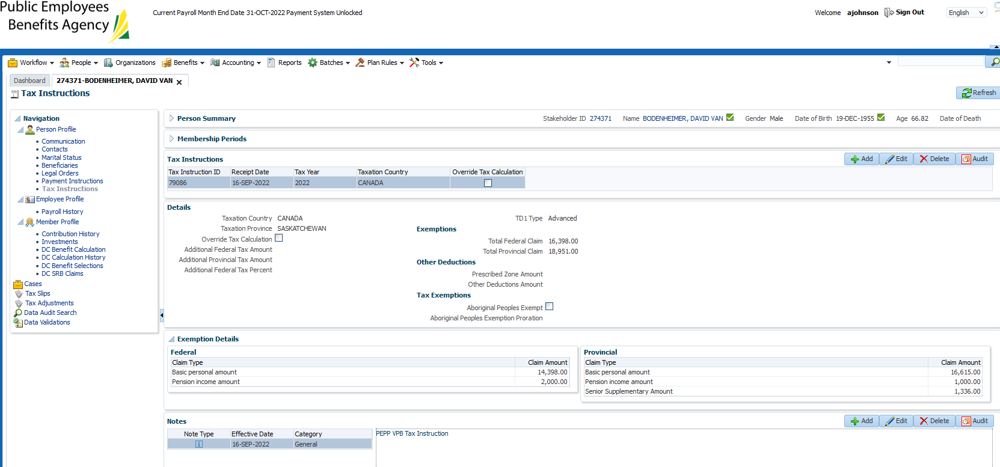 Public Employees
Benefits Agency
Current Payroll Month End Date 31-OCT-2022 Payment System Unlocked
Welcome ajohnson Sign Out English
Workflow People Organizations Benefits Accounting Reports Batches Plan Rules Tools
Dashboard 274371-BODENHEIMER, DAVID VAN
Tax Instructions
Refresh
Navigation
Person Profile
Communication
Contacts
Marital Status
Beneficiaries
Legal Orders
Payment Instructions
Tax Instructions
Employee Profile
Payroll History
Member Profile
Contribution History
Investments
DC Benefit Calculation
DC Calculation History
DC Benefit Selections
DC SRB Claims
Cases
Tax Slips
Tax Adjustments
Data Audit Search
Data Validations
Person Summary Stakeholder ID 274371 Name BODENHEIMER, DAVID VAN Gender Male Date of Birth 19-DEC-1955 Age 66.82 Date of Death
Membership Periods
Tax Instructions Add Edit Delete Audit
Tax Instruction ID Receipt Date Tax Year Taxation Country Override Tax Calculation
79086 16-SEP-2022 2022 CANADA
Details
Taxation Country CANADA
Taxation Province SASKATCHEWAN
Override Tax Calculation
Additional Federal Tax Amount
Additional Provincial Tax Amount
Additional Federal Tax Percent
TD1 Type Advanced
Exemptions
Total Federal Claim 16,398.00
Total Provincial Claim 18,951.00
Other Deductions
Prescribed Zone Amount
Other Deductions Amount
Tax Exemptions
Aboriginal Peoples Exempt
Aboriginal Peoples Exemption Proration
Exemption Details
Federal
Claim Type Claim Amount
Basic personal amount 14,398.00
Pension income amount 2,000.00
Provincial
Claim Type Claim Amount
Basic personal amount 16,615.00
Pension income amount 1,000.00
Senior Supplementary Amount 1,336.00
Notes Add Edit Delete Audit
Note Type Effective Date Category
16-SEP-2022 General
PEPP VPB Tax Instruction